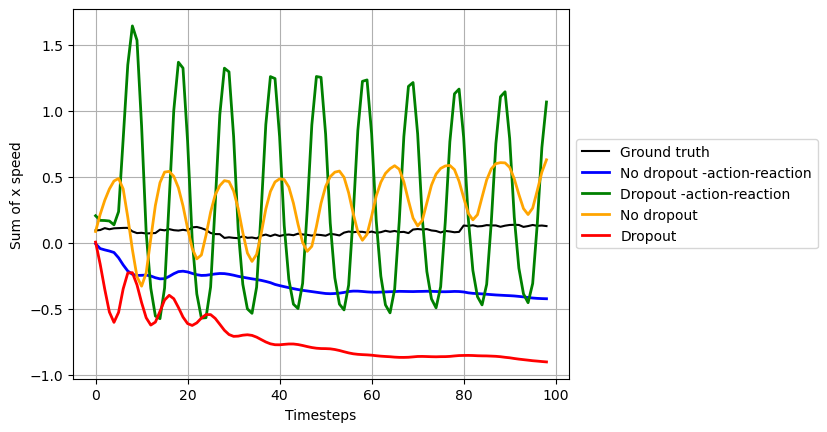 1.5
1.0
0.5
0.0
−0.5
−1.0
Sum of x speed
0 20 40 60 80 100
Timesteps
Ground truth
No dropout -action-reaction
Dropout -action-reaction
No dropout
Dropout